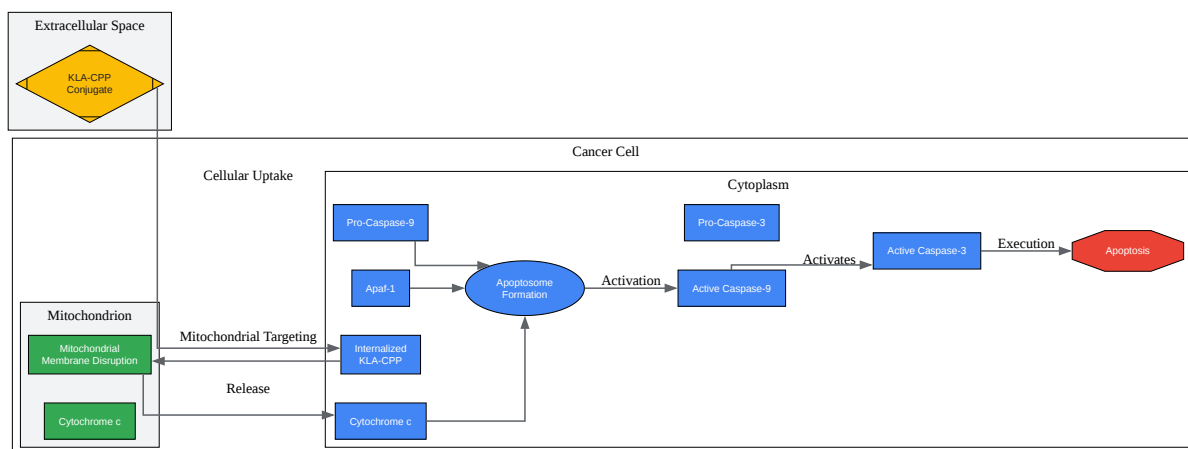 Extracellular Space
KLA-CPP
Conjugate
Cancer Cell
Cellular Uptake
Cytoplasm
Pro-Caspase-9
Pro-Caspase-3
Active Caspase-3
Execution
Apoptosis
Activates
Apaf-1
Apoptosome
Formation
Activation
Active Caspase-9
Mitochondrion
Mitochondrial Targeting
Mitochondrial
Membrane Disruption
Internalized
KLA-CPP
Release
Cytochrome c
Cytochrome c